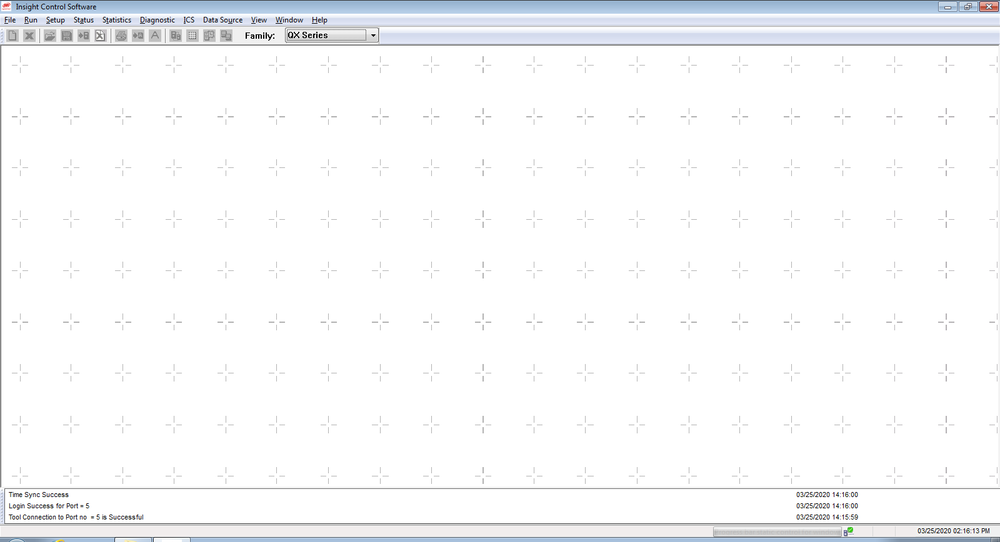 Insight Control Software
File Run Setup Status Statistics Diagnostic ICS Data Source View Window Help
Family: QX Series
Time Sync Success 03/25/2020 14:16:00
Login Success for Port = 5 03/25/2020 14:16:00
Tool Connection to Port no = 5 is Successful 03/25/2020 14:15:59
03/25/2020 02:16:13 PM